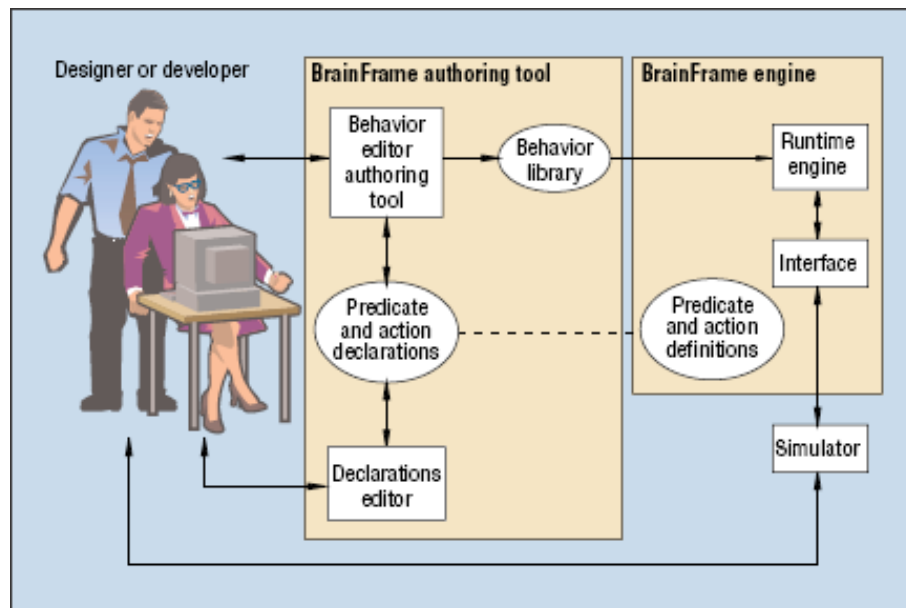 Designer or developer
BrainFrame authoring tool
BrainFrame engine
Behavior
editor
authoring
tool
Behavior
library
Runtime
engine
Interface
Predicate
and action
declarations
Predicate
and action
definitions
Simulator
Declarations
editor